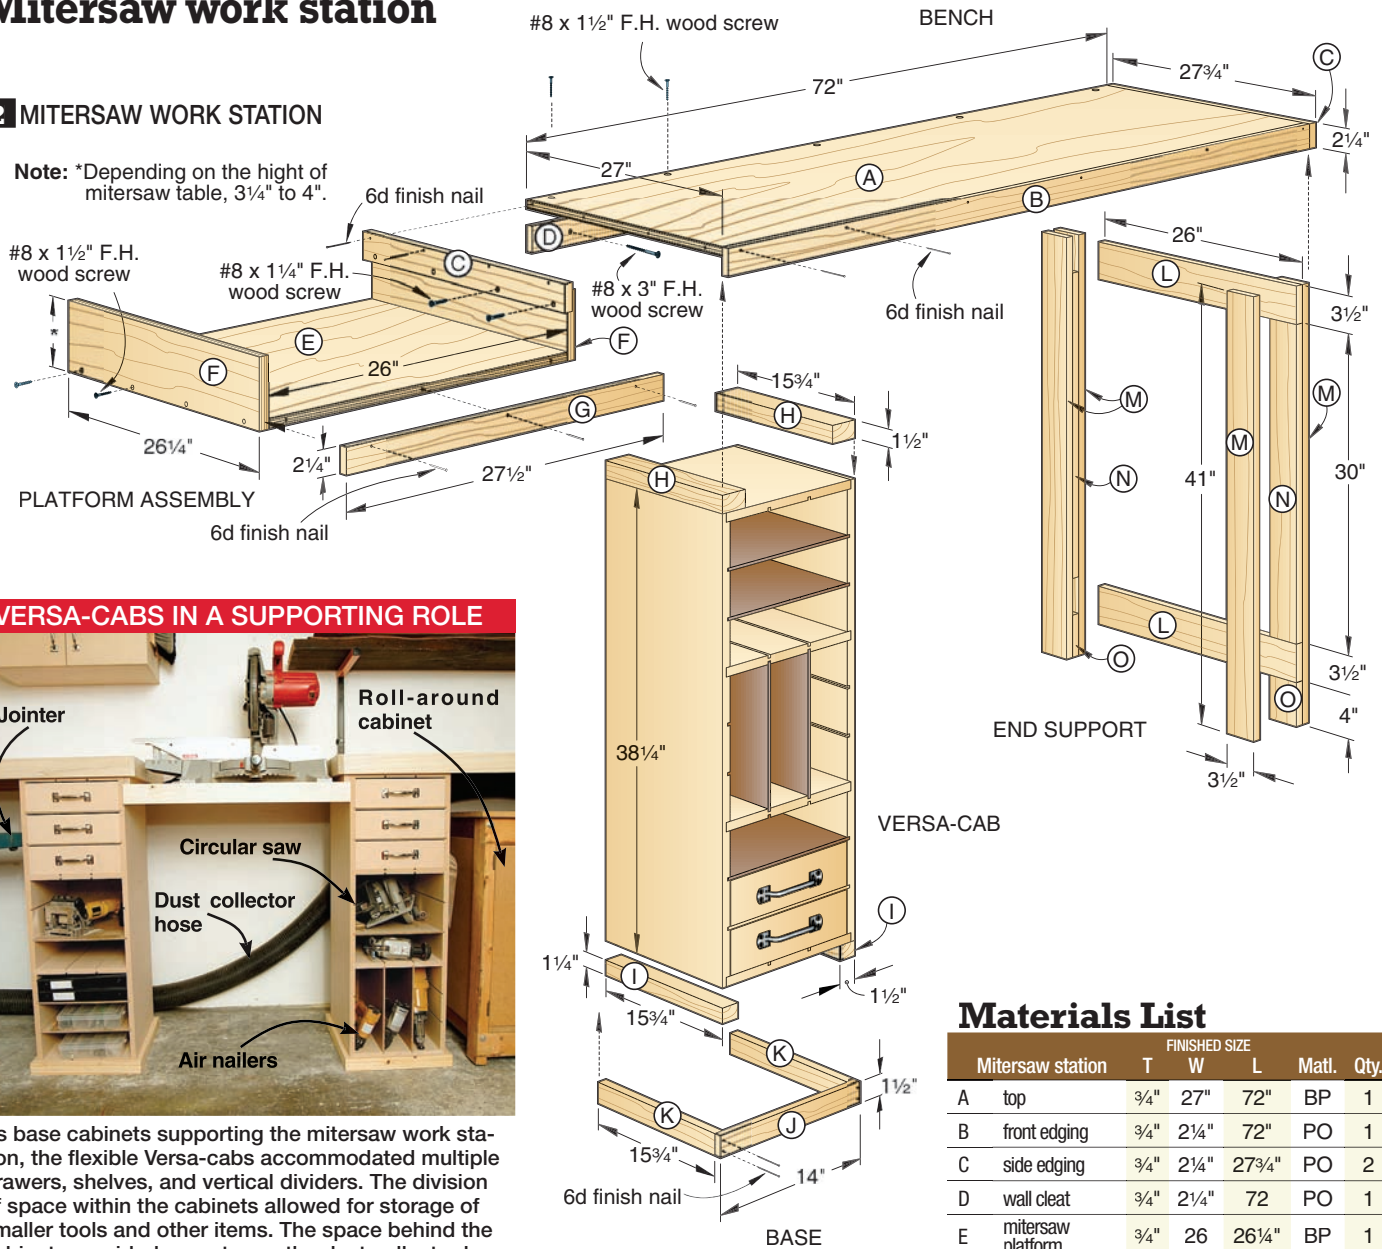 Mitersaw work station
2 MITERSAW WORK STATION
Note: *Depending on the hight of
mitersaw table, 3¼" to 4".
#8 x 1½" F.H. wood screw
BENCH
72"
27¾"
C
2¼"
27"
A
B
D
6d finish nail
#8 x 3" F.H.
wood screw
6d finish nail
#8 x 1½" F.H.
wood screw
#8 x 1¼" F.H.
wood screw
C
*
E
F
F
26"
G
26¼"
2¼"
27½"
PLATFORM ASSEMBLY
6d finish nail
15¾"
H
1½"
H
38¼"
VERSA-CAB
I
1¼"
I
1½"
15¾"
K
1½"
K
J
15¾"
14"
6d finish nail
BASE
26"
L
3½"
M
M
M
N
41"
N
30"
L
O
O
3½"
4"
END SUPPORT
3½"
VERSA-CABS IN A SUPPORTING ROLE
Jointer
Roll-around
cabinet
Circular saw
Dust collector
hose
Air nailers
s base cabinets supporting the mitersaw work sta-
on, the flexible Versa-cabs accommodated multiple
rawers, shelves, and vertical dividers. The division
f space within the cabinets allowed for storage of
maller tools and other items. The space behind the
Materials List
FINISHED SIZE
Mitersaw station T W L Matl. Qty.
A top ¾" 27" 72" BP 1
B front edging ¾" 2¼" 72" PO 1
C side edging ¾" 2¼" 27¾" PO 2
D wall cleat ¾" 2¼" 72 PO 1
E mitersaw platform ¾" 26 26¼" BP 1